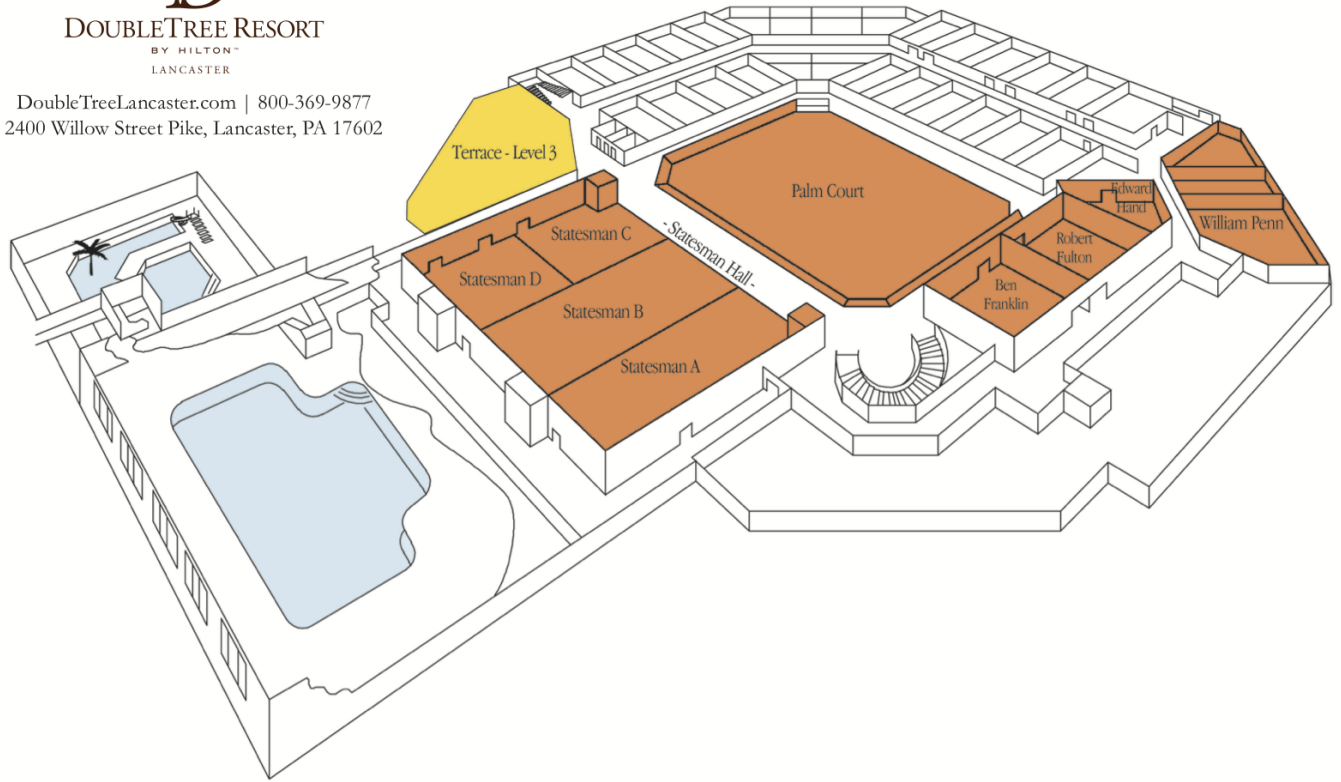 DOUBLETREE RESORT
BY HILTON™
LANCASTER
DoubleTreeLancaster.com | 800-369-9877
2400 Willow Street Pike, Lancaster, PA 17602
Terrace - Level 3
Palm Court
Edward
Hand
William Penn
Statesman C
- Statesman Hall -
Robert
Fulton
Statesman D
Ben
Franklin
Statesman B
Statesman A